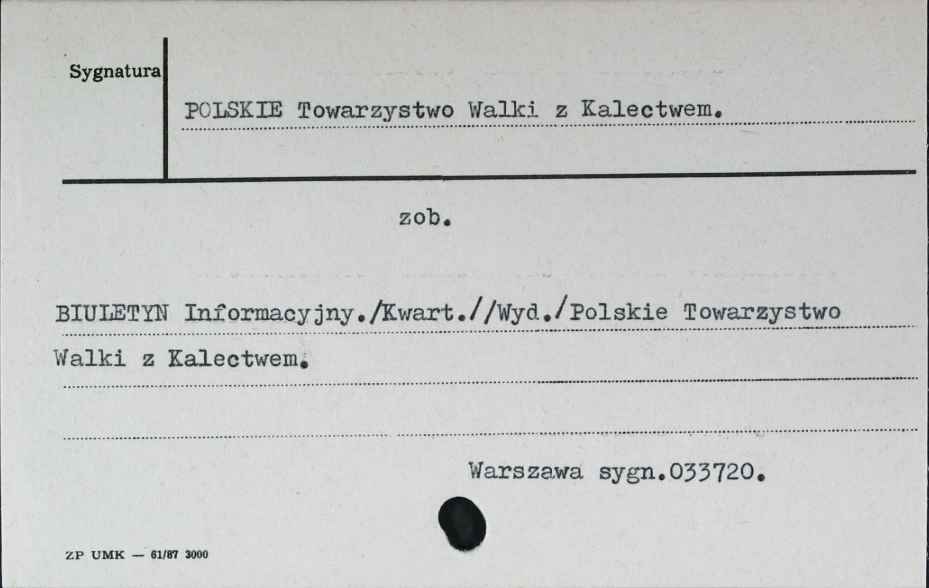 Sygnatura
POLSKIE Towarzystwo Walki z Kalectwem.
zob.
BIULETYN Informacyjny./Kwart.//Wyd./Polskie Towarzystwo
Walki z Kalectwem.
Warszawa sygn.033720.
ZP UMK — 61/87 3000